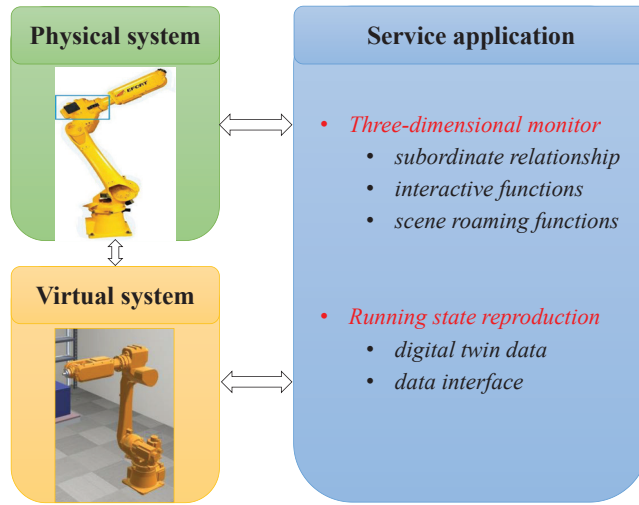 Physical system
EFORT
Virtual system
Service application
• Three-dimensional monitor
• subordinate relationship
• interactive functions
• scene roaming functions
• Running state reproduction
• digital twin data
• data interface